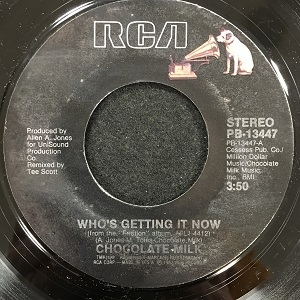 RCA
Produced by
Allen A. Jones
for UniSound
Production
Co.
Remixed by
Tee Scott
STEREO
PB-13447
PB-13447-A
Cessess Pub. Co./
Million Dollar
Music/Chocolate
Milk Music
Inc., BMI
3:50
WHO'S GETTING IT NOW
(from the "Friction" album, AFL1-4412)
(A. Jones-M. Tio-Chocolate Milk)
CHOCOLATE MILK
RCA CORP